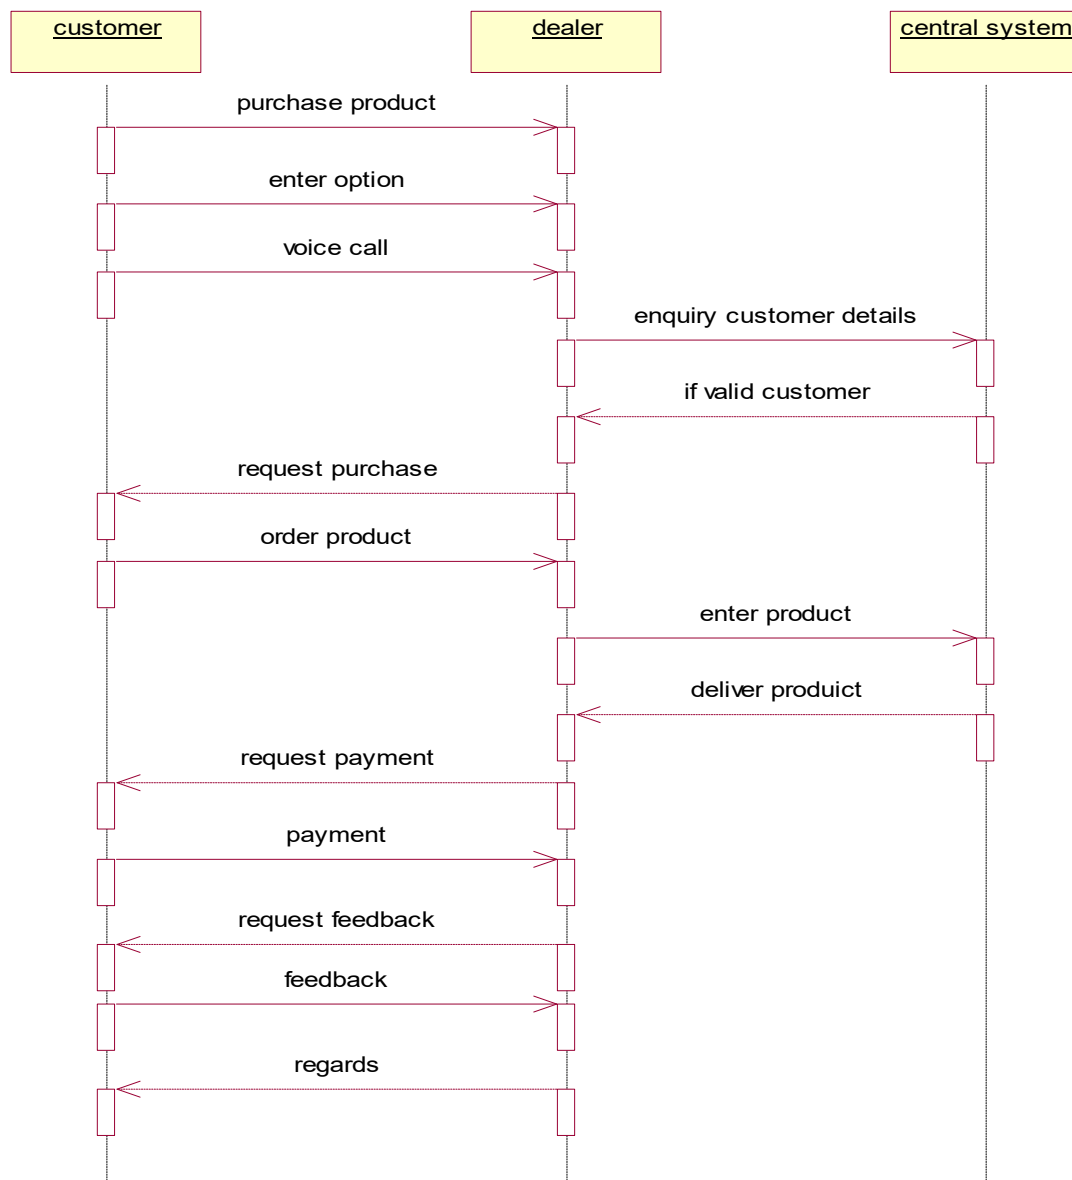 customer
dealer
central system
purchase product
enter option
voice call
enquiry customer details
if valid customer
request purchase
order product
enter product
deliver produict
request payment
payment
request feedback
feedback
regards